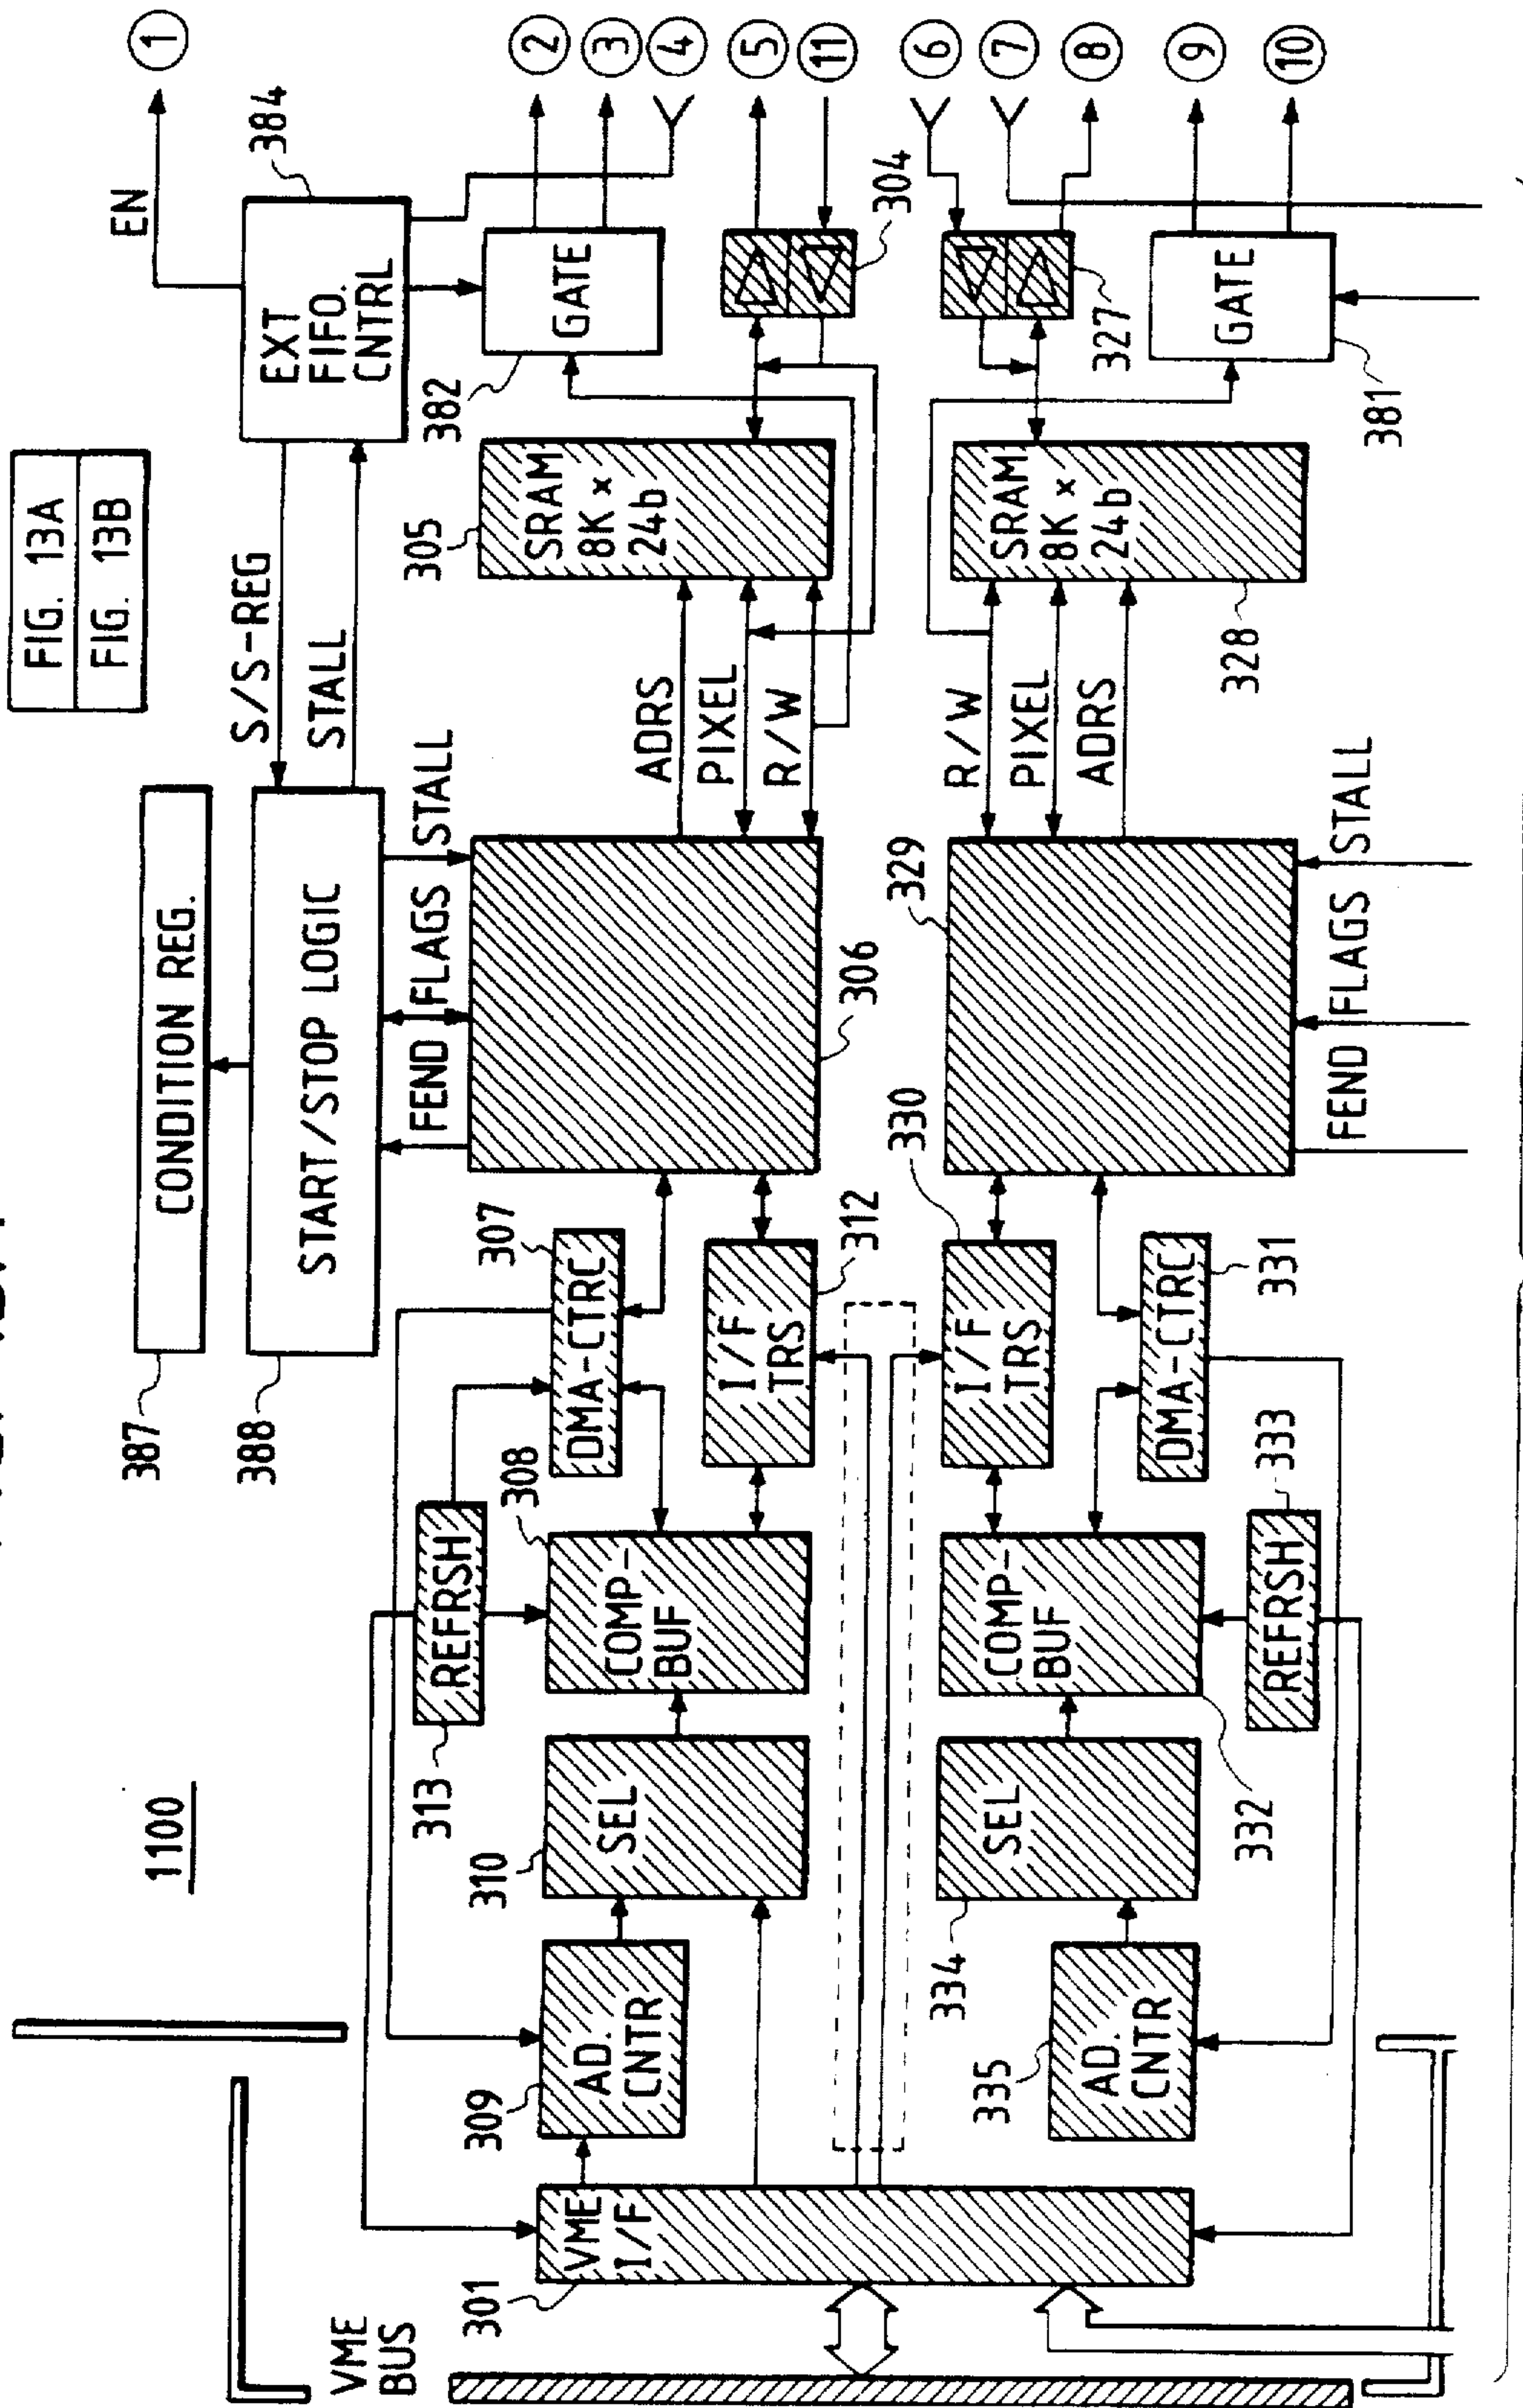 FIG. 13A
FIG. 13B
1100
VME
BUS
387
CONDITION REG.
388
START/STOP LOGIC
S/S-REG
STALL
EXT
FIFO.
CNTRL
384
EN
1
FEND
FLAGS
STALL
382
GATE
2
3
4
5
11
304
305
SRAM
8K x
24b
ADRS
PIXEL
R/W
306
307
DMA-CTRC
312
I/F
TRS
308
COMP-
BUF
313
REFRSH
310
SEL
309
AD.
CNTR
301
VME
I/F
6
7
8
9
10
327
GATE
381
SRAM
8K x
24b
328
R/W
PIXEL
ADRS
329
FEND
FLAGS
STALL
330
I/F
TRS
331
DMA-CTRC
COMP-
BUF
332
333
REFRSH
334
SEL
335
AD.
CNTR